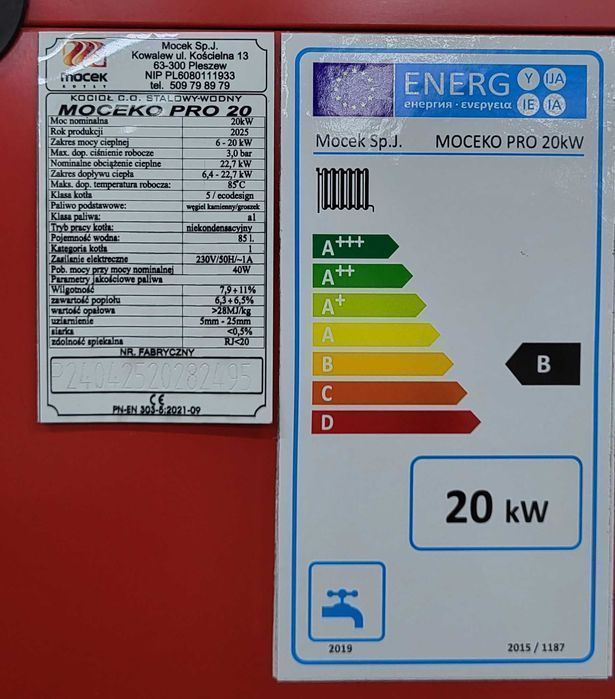 mocek
KOTŁY
Mocek Sp.J.
Kowalew ul. Kościelna 13
63-300 Pleszew
NIP PL6080111933
tel. 509 79 89 79
KOCIOŁ C.O. STALOWY-WODNY
MOCEKO PRO 20
Moc nominalna 20kW
Rok produkcji 2025
Zakres mocy cieplnej 6 - 20 kW
Max. dop. ciśnienie robocze 3,0 bar
Nominalne obciążenie cieplne 22,7 kW
Zakres dopływu ciepła 6,4 - 22,7 kW
Maks. dop. temperatura robocza: 85°C
Klasa kotła 5 / ecodesign
Paliwo podstawowe: węgiel kamienny/groszek
Klasa paliwa: a1
Tryb pracy kotła: niekondensacyjny
Pojemność wodna: 85 l.
Kategoria kotła 1
Zasilanie elektryczne 230V/50H/~1A
Pob. mocy przy mocy nominalnej 40W
Parametry jakościowe paliwa
Wilgotność 7,9÷11%
zawartość popiołu 6,3÷6,5%
wartość opałowa >28MJ/kg
uziarnienie 5mm - 25mm
siarka <0,5%
zdolność spiekalna RJ<20
NR. FABRYCZNY
P24042520282495
CE
PN-EN 303-5:2021-09
ENERG Y IJA
енергия · ενεργεια IE IA
Mocek Sp.J. MOCEKO PRO 20kW
A+++
A++
A+
A
B B
C
D
20 kW
2019 2015 / 1187